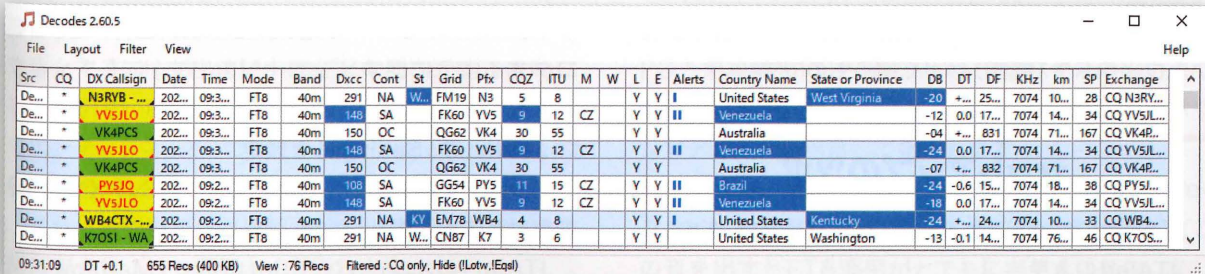 Decodes 2.60.5
File Layout Filter View Help
Src CQ DX Callsign Date Time Mode Band Dxcc Cont St Grid Pfx CQZ ITU M W L E Alerts Country Name State or Province DB DT DF KHz km SP Exchange
De... * N3RYB - ... 202... 09:3... FT8 40m 291 NA W... FM19 N3 5 8 Y Y I United States West Virginia -20 +... 25... 7074 10... 28 CQ N3RY...
De... * YV5JLO 202... 09:3... FT8 40m 148 SA FK60 YV5 9 12 CZ Y Y II Venezuela -12 0.0 17... 7074 14... 34 CQ YV5JL...
De... * VK4PCS 202... 09:3... FT8 40m 150 OC QG62 VK4 30 55 Y Y Australia -04 +... 831 7074 71... 167 CQ VK4P...
De... * YV5JLO 202... 09:3... FT8 40m 148 SA FK60 YV5 9 12 CZ Y Y II Venezuela -24 0.0 17... 7074 14... 34 CQ YV5JL...
De... * VK4PCS 202... 09:3... FT8 40m 150 OC QG62 VK4 30 55 Y Y Australia -07 +... 832 7074 71... 167 CQ VK4P...
De... * PY5JO 202... 09:2... FT8 40m 108 SA GG54 PY5 11 15 CZ Y Y II Brazil -24 -0.6 15... 7074 18... 38 CQ PY5J...
De... * YV5JLO 202... 09:2... FT8 40m 148 SA FK60 YV5 9 12 CZ Y Y II Venezuela -18 0.0 17... 7074 14... 34 CQ YV5JL...
De... * WB4CTX -... 202... 09:2... FT8 40m 291 NA KY EM78 WB4 4 8 Y Y I United States Kentucky -24 +... 24... 7074 10... 33 CQ WB4...
De... * K7OSI - WA 202... 09:2... FT8 40m 291 NA W... CN87 K7 3 6 Y Y United States Washington -13 -0.1 14... 7074 76... 46 CQ K7OS...
09:31:09 DT +0.1 655 Recs (400 KB) View : 76 Recs Filtered : CQ only, Hide (!Lotw,!Eqsl)